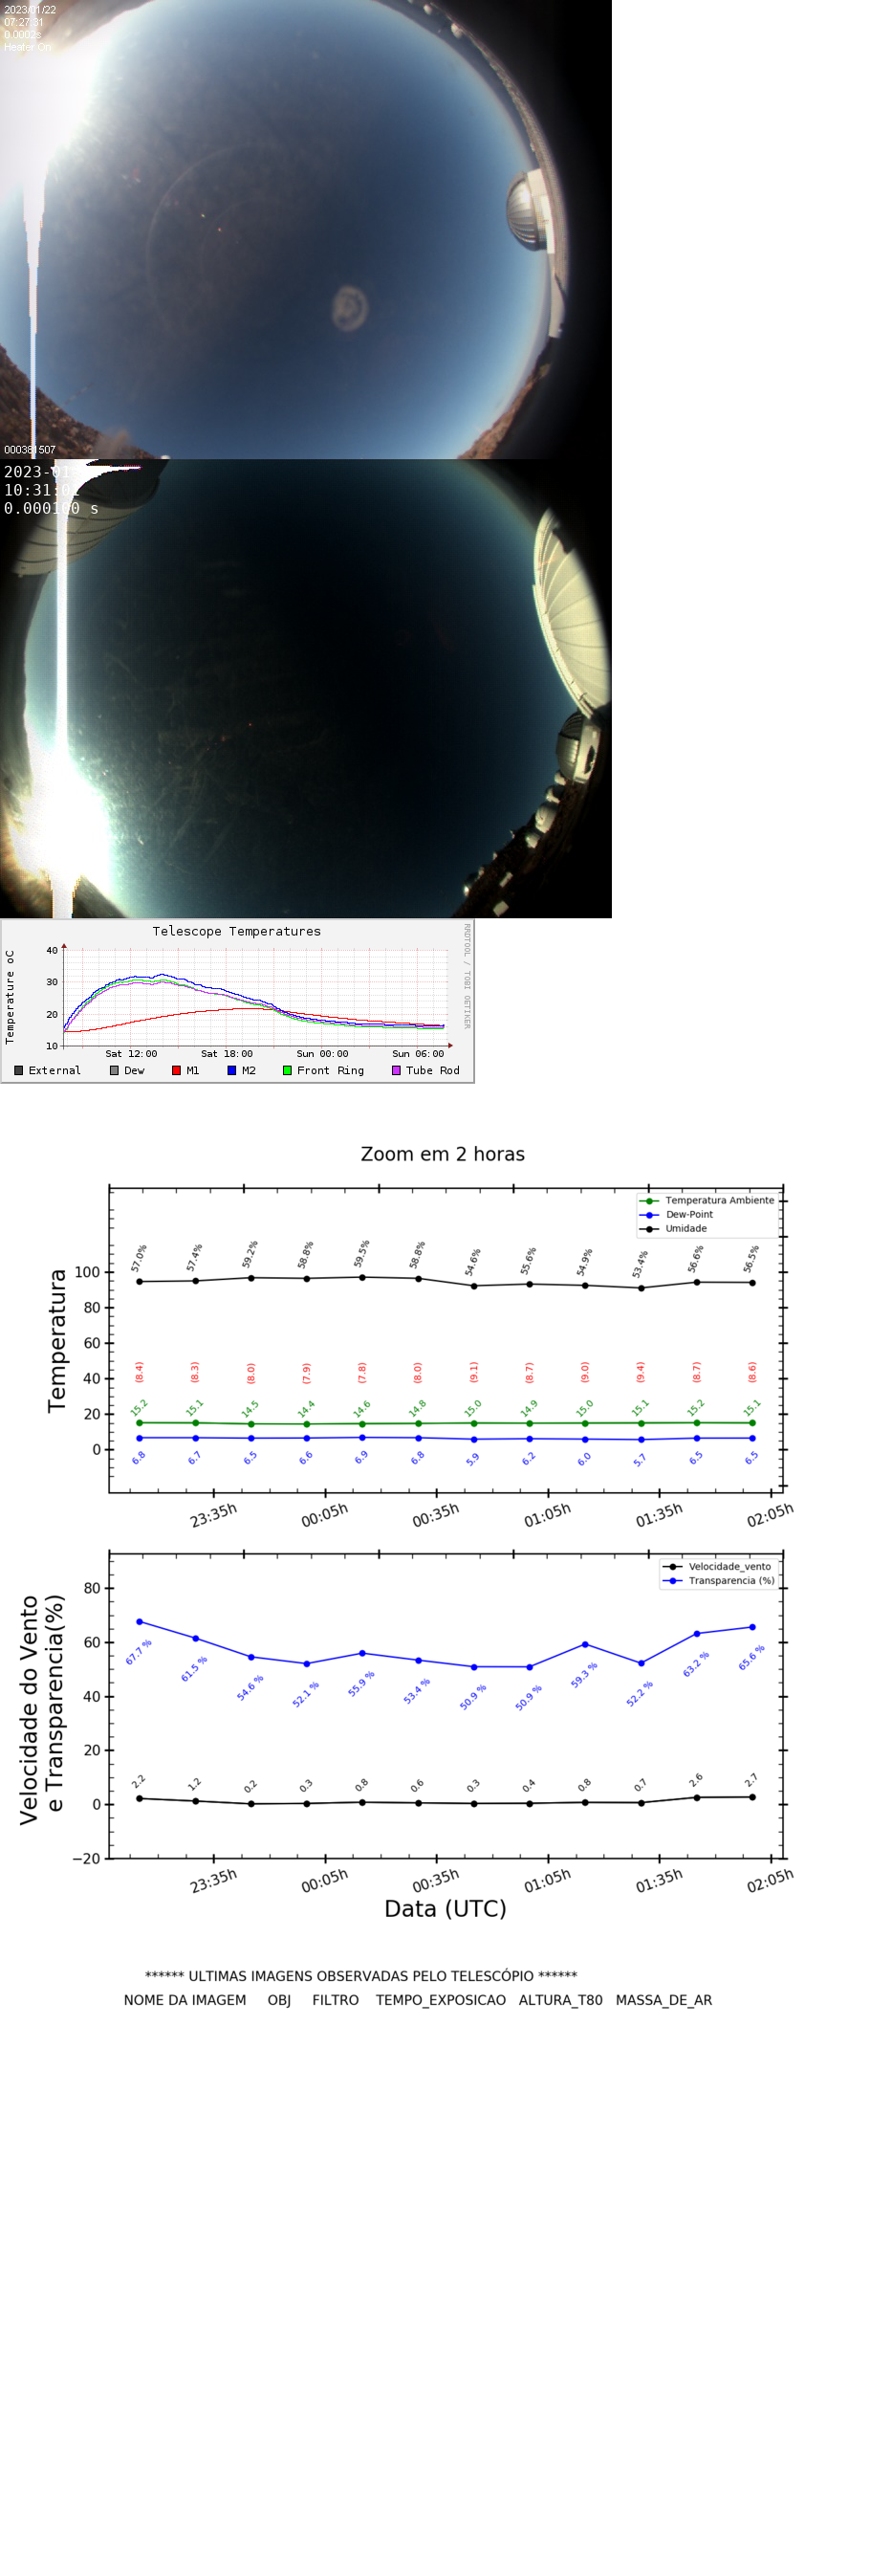 2023/01/22
07:27:31
0.0002s
Heater On
000381507
2023-01
10:31:01
0.000100 s
Telescope Temperatures
Temperature oC
RRDTOOL / TOBI OETIKER
40
30
20
10
Sat 12:00 Sat 18:00 Sun 00:00 Sun 06:00
External Dew M1 M2 Front Ring Tube Rod
Zoom em 2 horas
Temperatura
Temperatura Ambiente
Dew-Point
Umidade
57.0% 57.4% 59.2% 58.8% 59.5% 58.8% 54.6% 55.6% 54.9% 53.4% 56.6% 56.5%
100
80
60
40
20
0
(8.4) (8.3) (8.0) (7.9) (7.8) (8.0) (9.1) (8.7) (9.0) (9.4) (8.7) (8.6)
15.2 15.1 14.5 14.4 14.6 14.8 15.0 14.9 15.0 15.1 15.2 15.1
6.8 6.7 6.5 6.6 6.9 6.8 5.9 6.2 6.0 5.7 6.5 6.5
23:35h 00:05h 00:35h 01:05h 01:35h 02:05h
Velocidade do Vento
e Transparencia(%)
Velocidade_vento
Transparencia (%)
80
60
40
20
0
−20
67.7 % 61.5 % 54.6 % 52.1 % 55.9 % 53.4 % 50.9 % 50.9 % 59.3 % 52.2 % 63.2 % 65.6 %
2.2 1.2 0.2 0.3 0.8 0.6 0.3 0.4 0.8 0.7 2.6 2.7
23:35h 00:05h 00:35h 01:05h 01:35h 02:05h
Data (UTC)
****** ULTIMAS IMAGENS OBSERVADAS PELO TELESCÓPIO ******
NOME DA IMAGEM OBJ FILTRO TEMPO_EXPOSICAO ALTURA_T80 MASSA_DE_AR